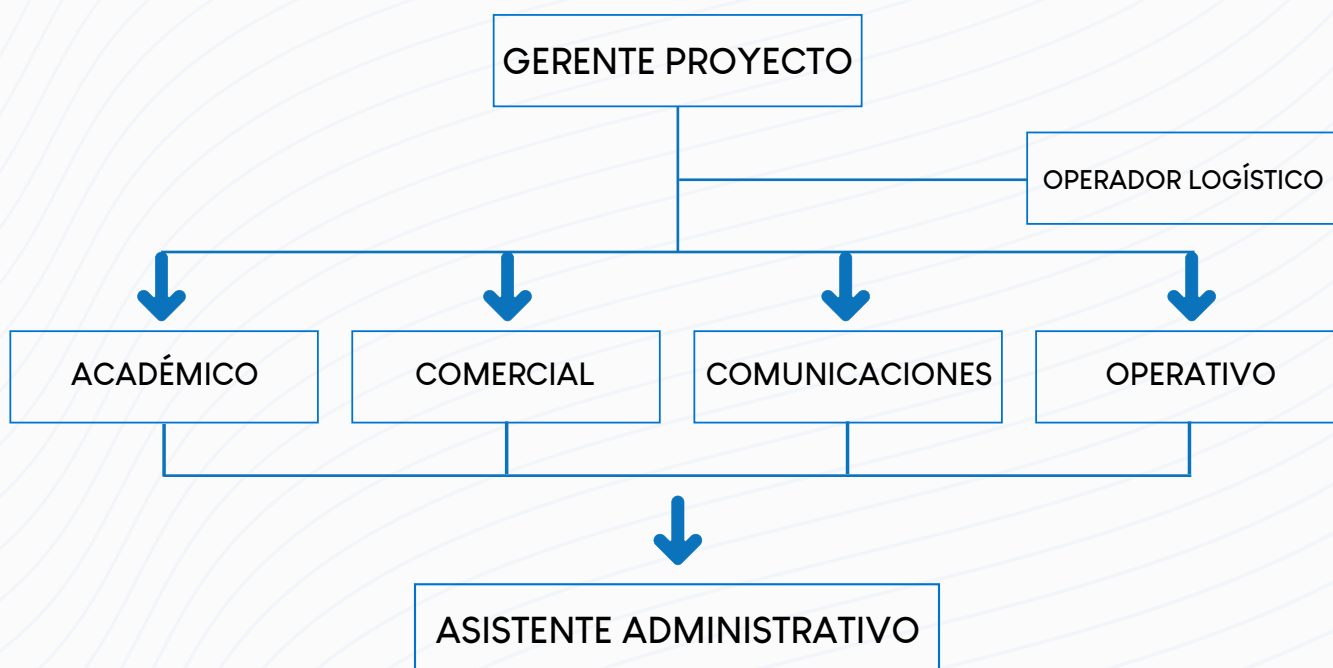 GERENTE PROYECTO
OPERADOR LOGÍSTICO
ACADÉMICO
COMERCIAL
COMUNICACIONES
OPERATIVO
ASISTENTE ADMINISTRATIVO